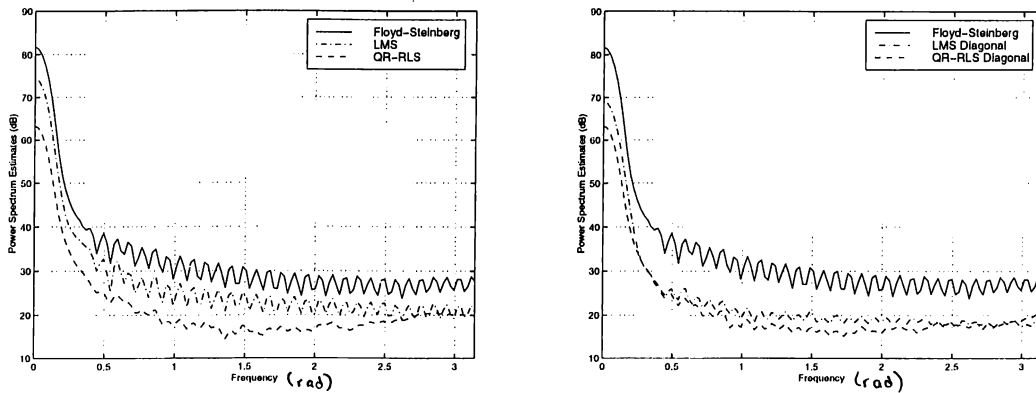 90
80
70
60
50
40
30
20
10
Power Spectrum Estimates (dB)
Floyd-Steinberg
LMS
QR-RLS
0 0.5 1 1.5 2 2.5 3
Frequency (rad)
90
80
70
60
50
40
30
20
10
Power Spectrum Estimates (dB)
Floyd-Steinberg
LMS Diagonal
QR-RLS Diagonal
0 0.5 1 1.5 2 2.5 3
Frequency (rad)